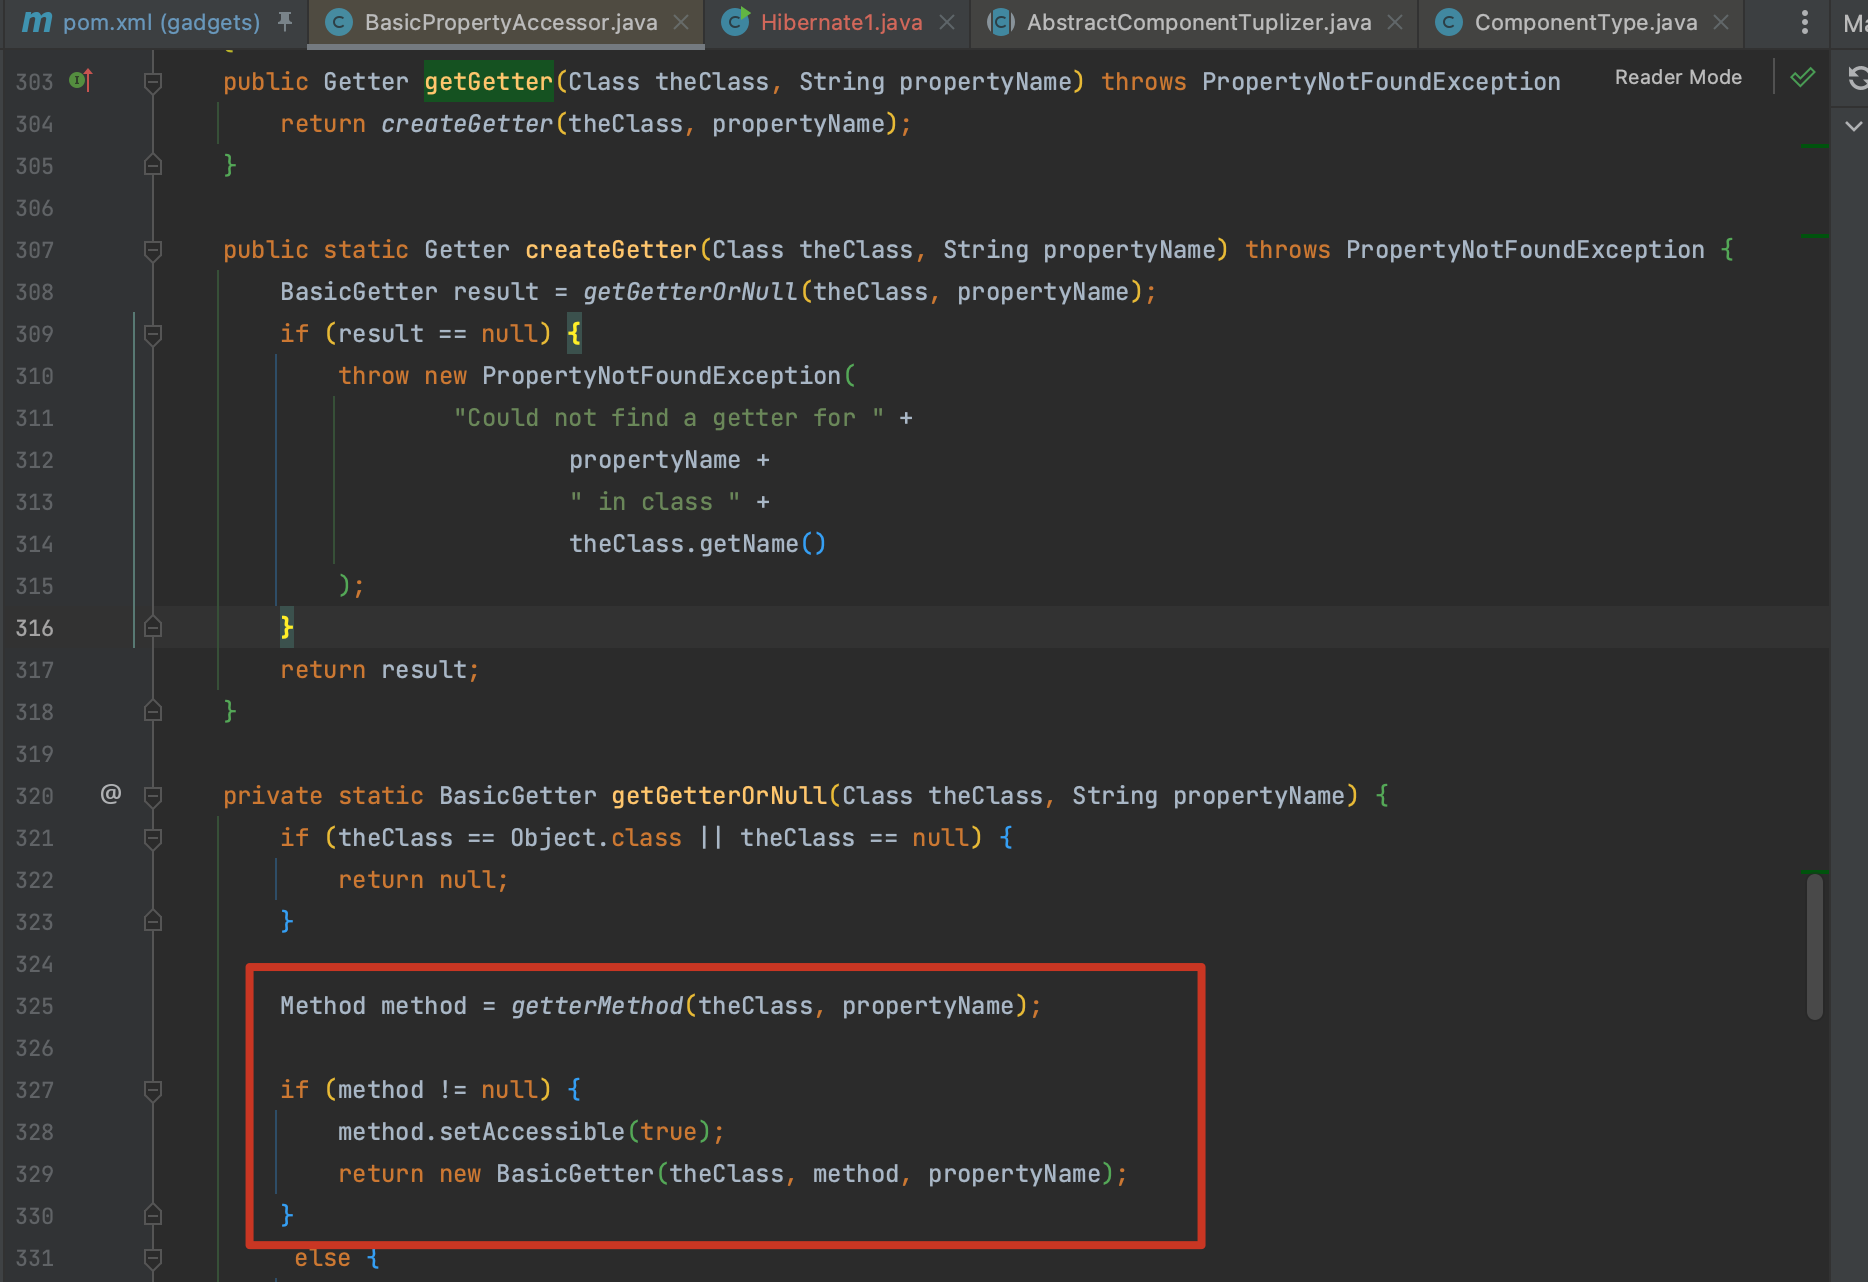 m pom.xml (gadgets) C BasicPropertyAccessor.java C Hibernate1.java C AbstractComponentTuplizer.java C ComponentType.java
303 public Getter getGetter(Class theClass, String propertyName) throws PropertyNotFoundException Reader Mode
304 return createGetter(theClass, propertyName);
305 }
306
307 public static Getter createGetter(Class theClass, String propertyName) throws PropertyNotFoundException {
308 BasicGetter result = getGetterOrNull(theClass, propertyName);
309 if (result == null) {
310 throw new PropertyNotFoundException(
311 "Could not find a getter for " +
312 propertyName +
313 " in class " +
314 theClass.getName()
315 );
316 }
317 return result;
318 }
319
320 @ private static BasicGetter getGetterOrNull(Class theClass, String propertyName) {
321 if (theClass == Object.class || theClass == null) {
322 return null;
323 }
324
325 Method method = getterMethod(theClass, propertyName);
326
327 if (method != null) {
328 method.setAccessible(true);
329 return new BasicGetter(theClass, method, propertyName);
330 }
331 else {